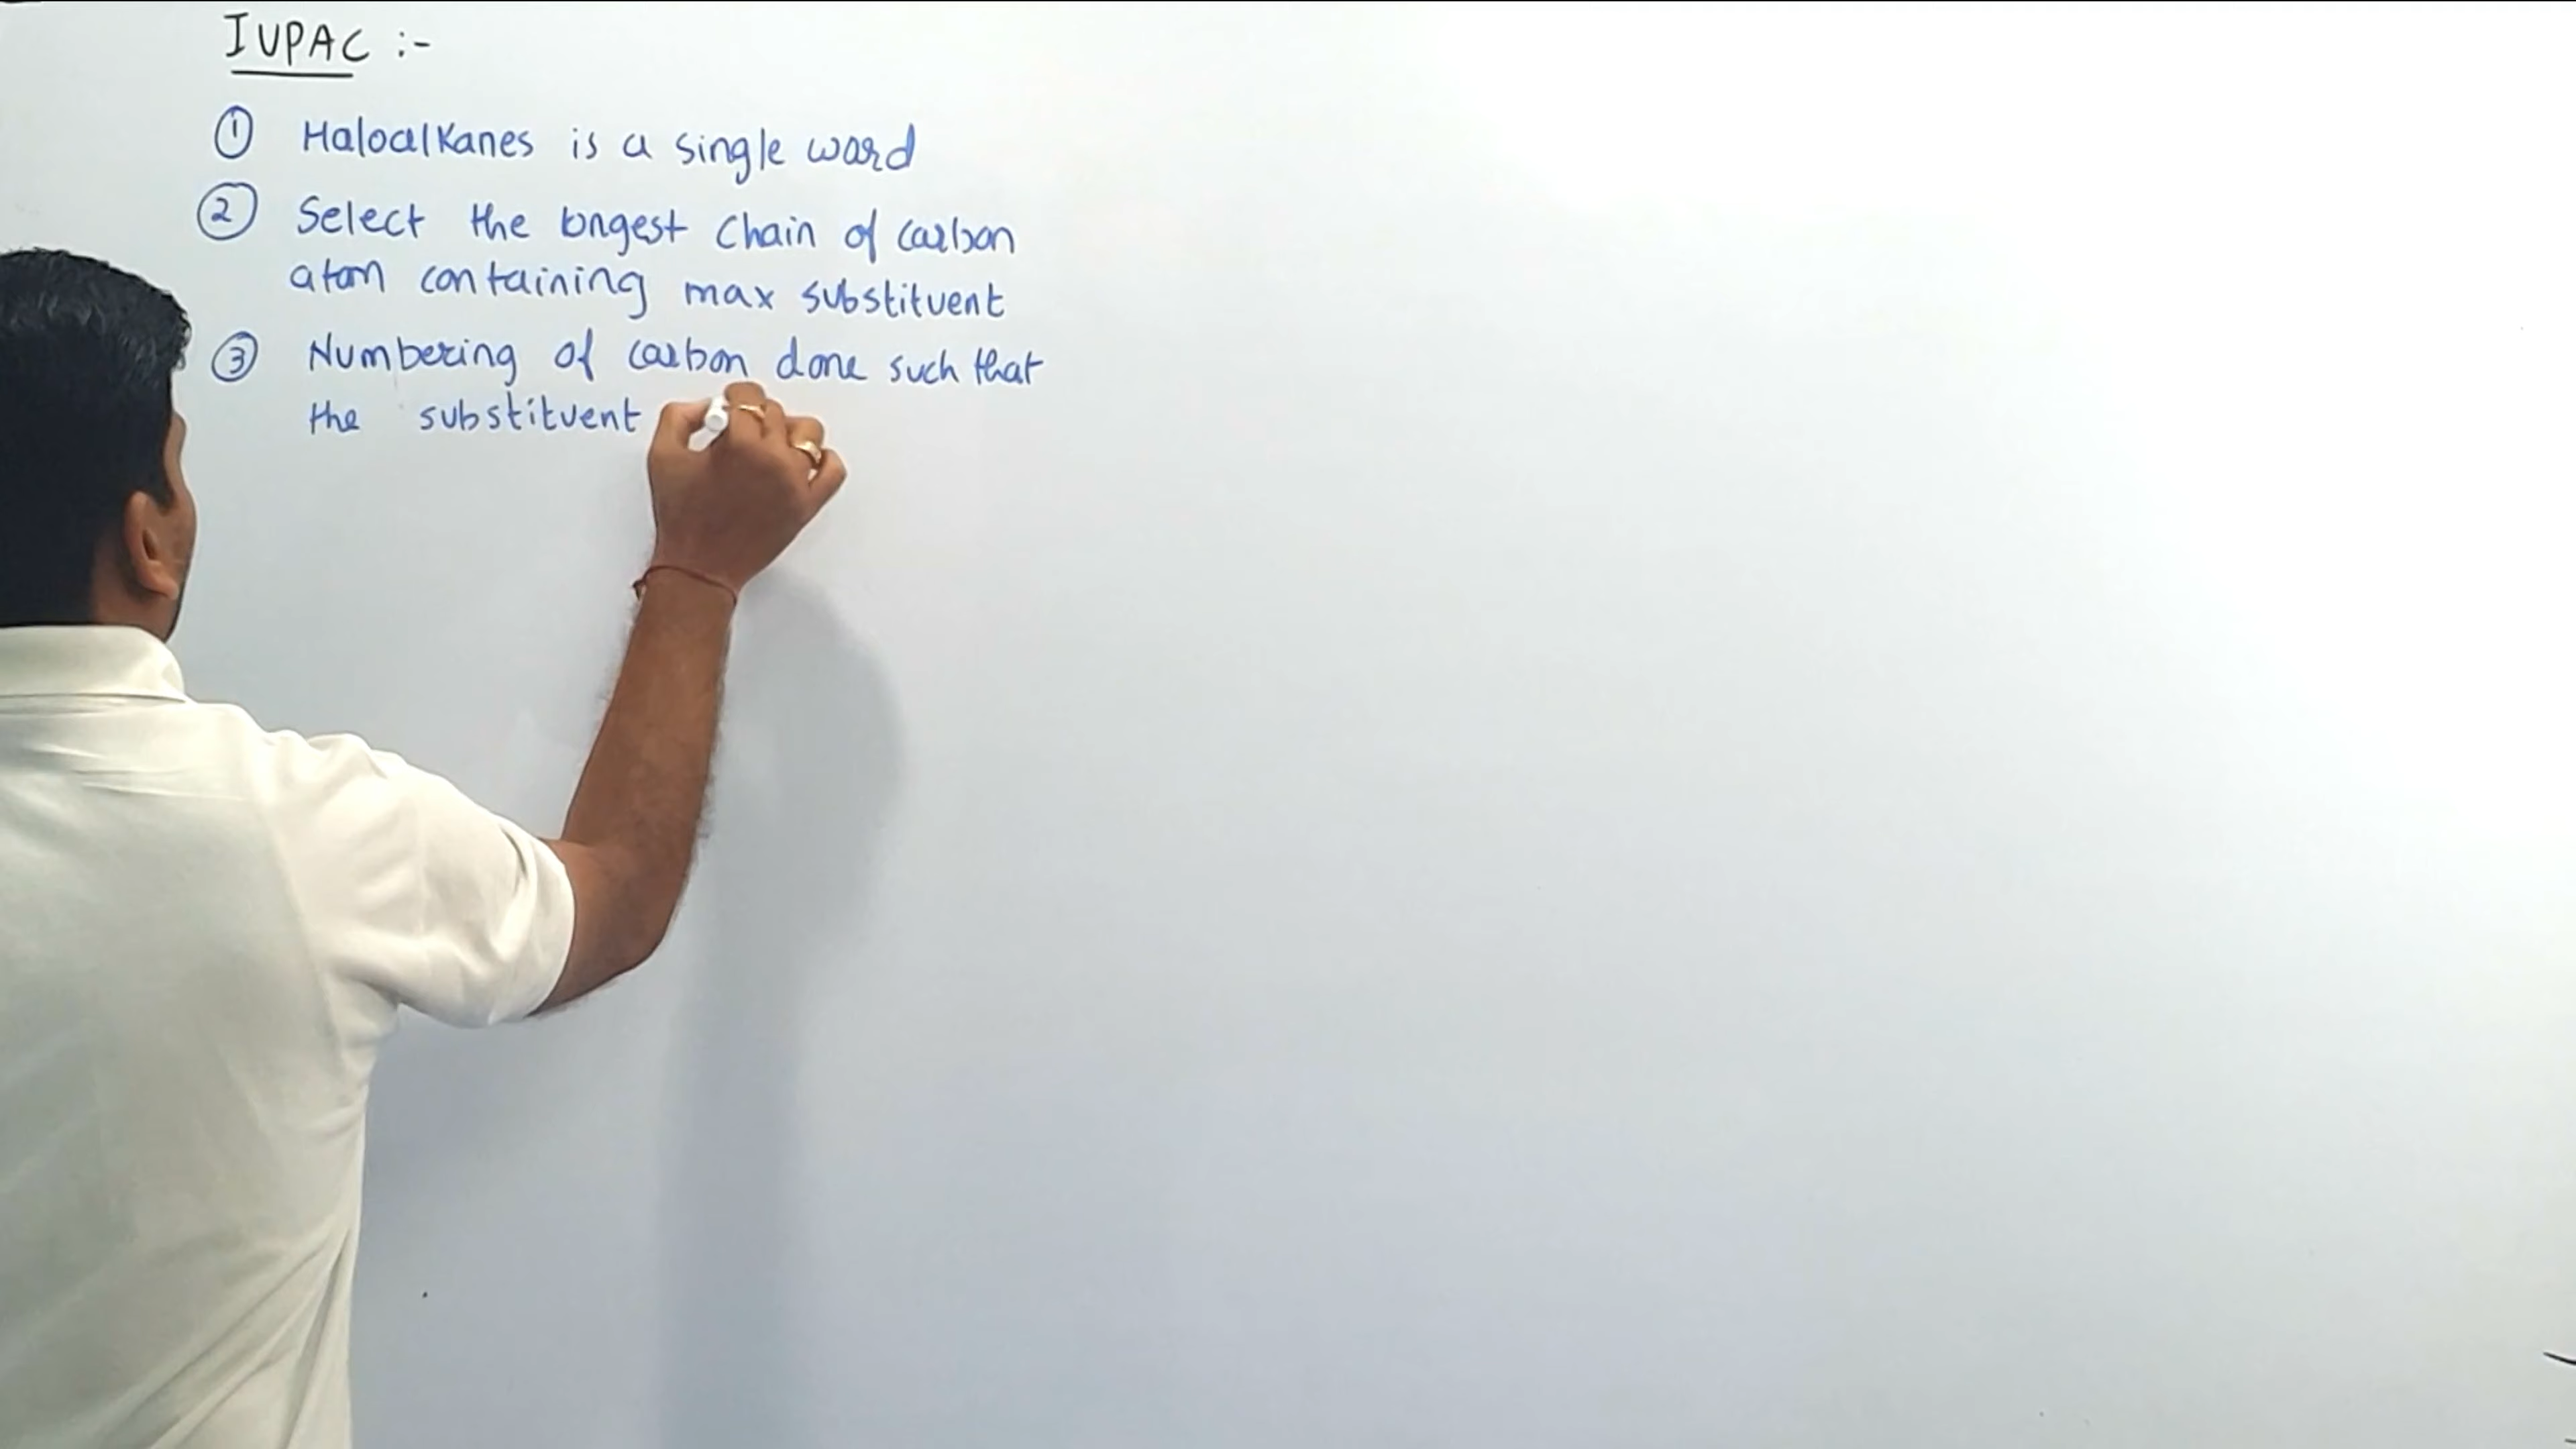 IUPAC :-
① Haloalkanes is a single word
② Select the longest chain of carbon
atom containing max substituent
③ Numbering of carbon done such that
the substituent